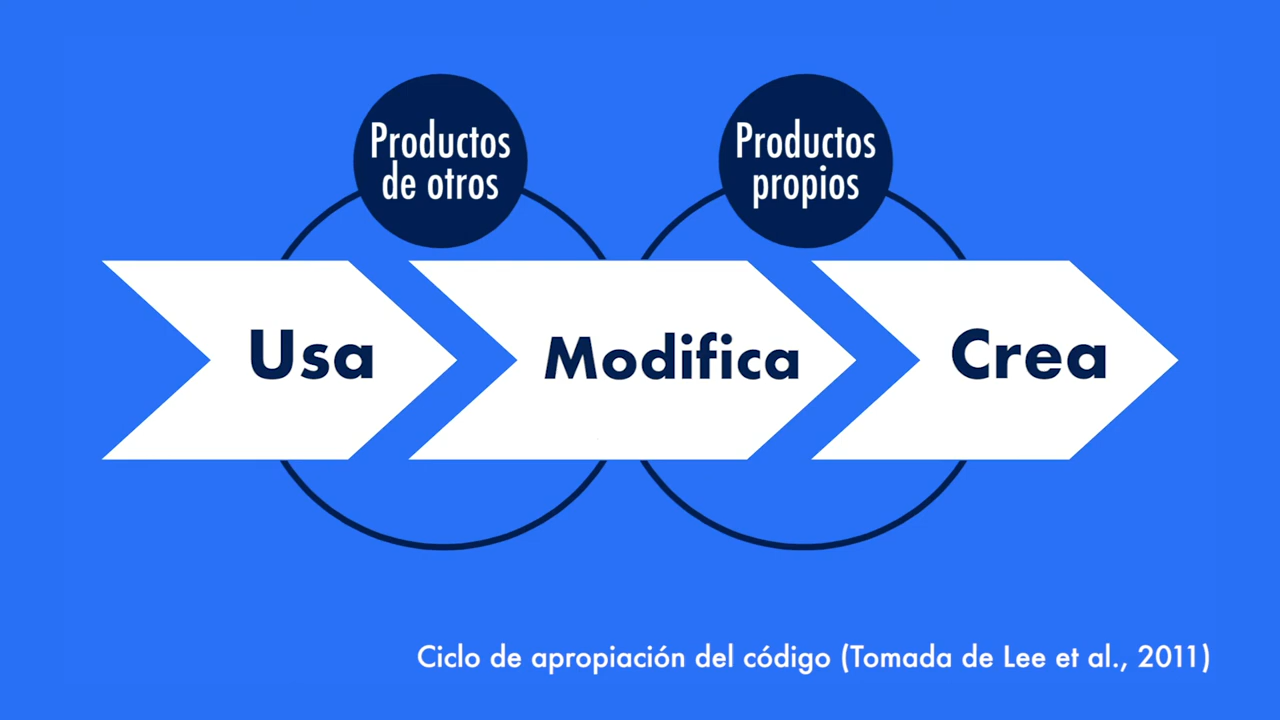 Productos
de otros
Productos
propios
Usa
Modifica
Crea
Ciclo de apropiación del código (Tomada de Lee et al., 2011)